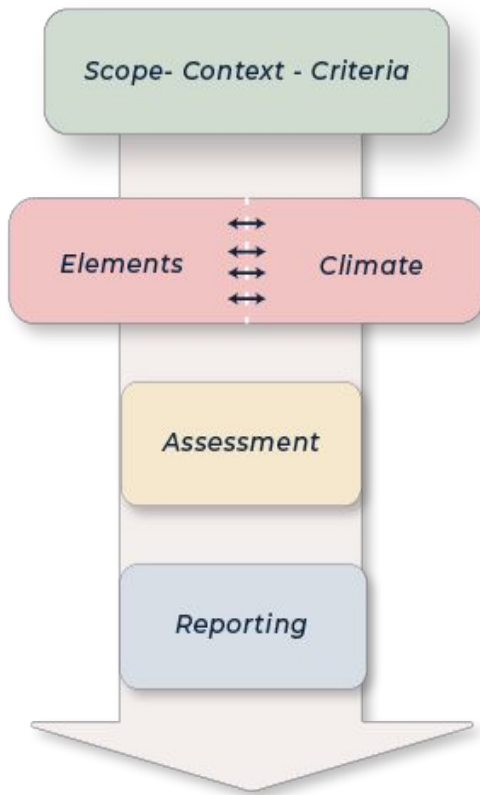 Scope- Context - Criteria
Elements
Climate
Assessment
Reporting